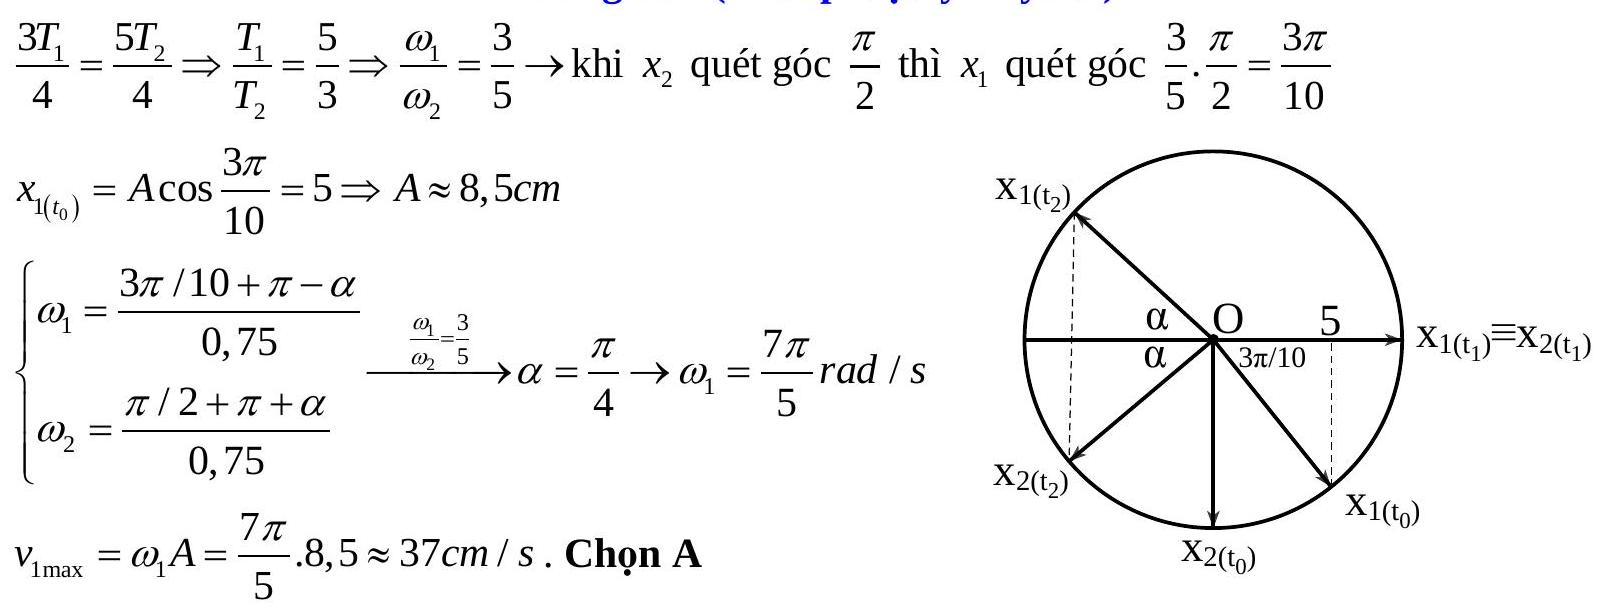 3T₁/4 = 5T₂/4 ⇒ T₁/T₂ = 5/3 ⇒ ω₁/ω₂ = 3/5 → khi x₂ quét góc π/2 thì x₁ quét góc 3/5 . π/2 = 3π/10
x₁₍t₀₎ = A cos 3π/10 = 5 ⇒ A ≈ 8,5cm
{ ω₁ = (3π/10 + π − α)/0,75
ω₂ = (π/2 + π + α)/0,75
ω₁/ω₂ = 3/5 → α = π/4 → ω₁ = 7π/5 rad / s
v₁max = ω₁A = 7π/5 .8,5 ≈ 37cm / s . Chọn A
x₁₍t₂₎
α
O
5
x₁₍t₁₎≡x₂₍t₁₎
α
3π/10
x₂₍t₂₎
x₁₍t₀₎
x₂₍t₀₎